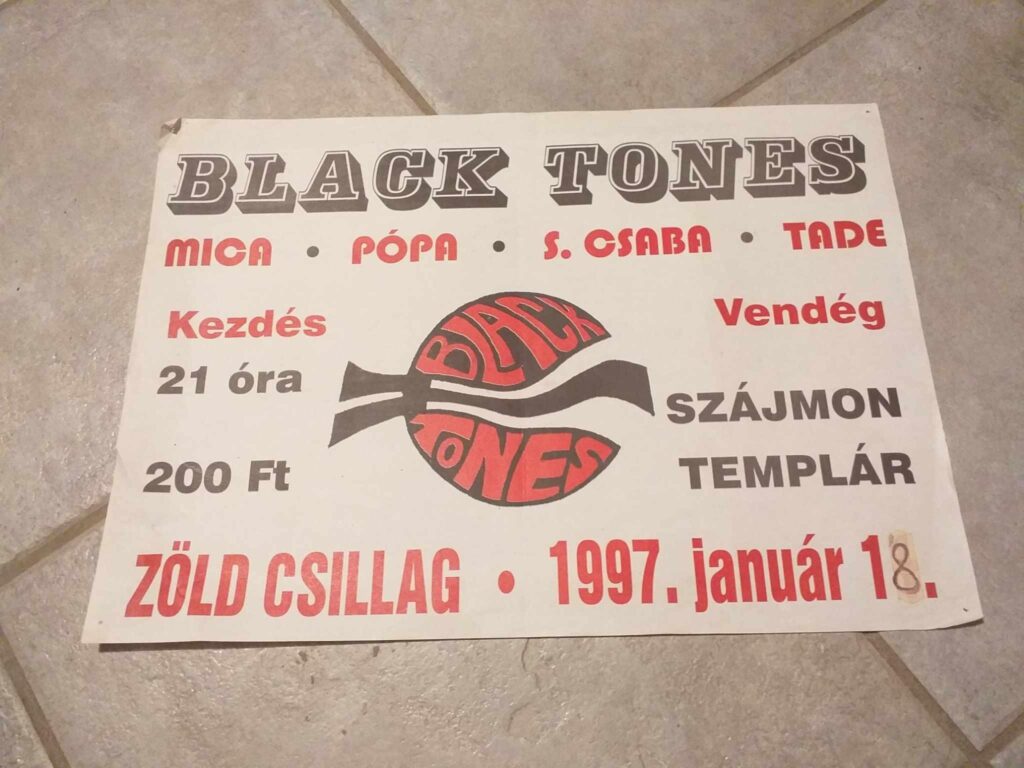 BLACK TONES
MICA • PÓPA • S. CSABA • TADE
Kezdés
21 óra
200 Ft
BLACK
TONES
Vendég
SZÁJMON
TEMPLÁR
ZÖLD CSILLAG • 1997. január 18.